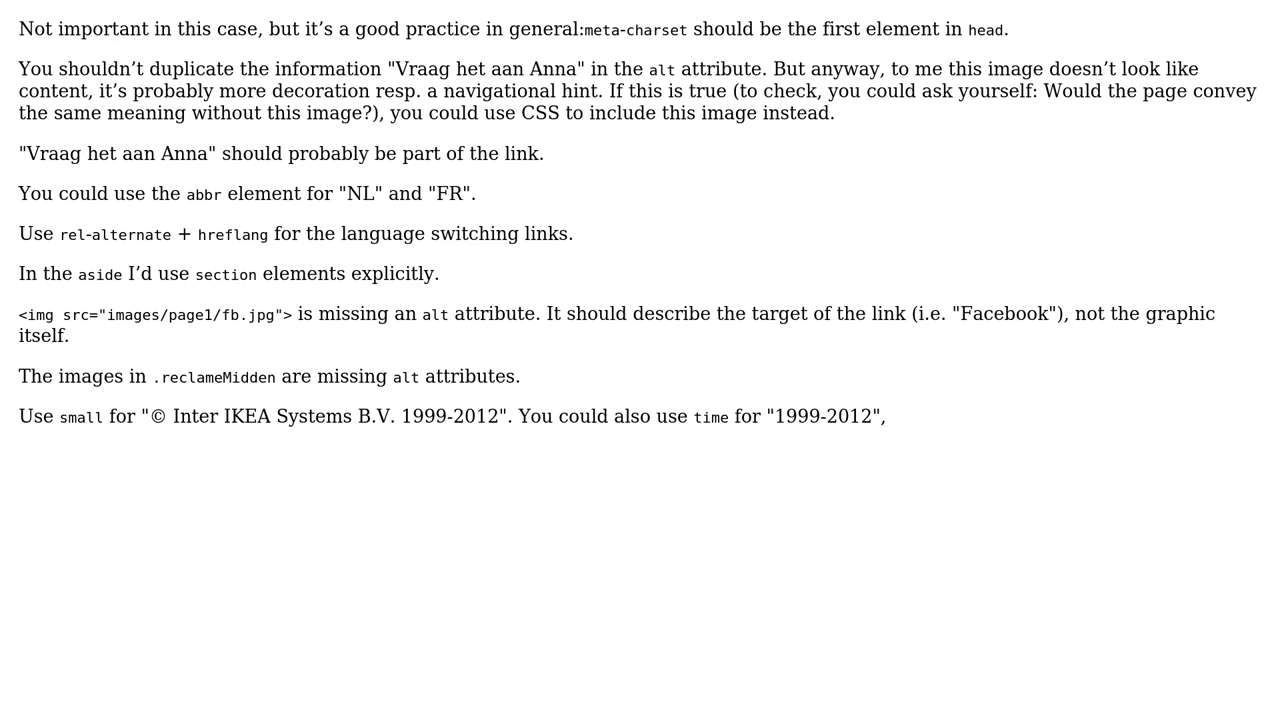 Not important in this case, but it’s a good practice in general:meta-charset should be the first element in head.
You shouldn’t duplicate the information "Vraag het aan Anna" in the alt attribute. But anyway, to me this image doesn’t look like
content, it’s probably more decoration resp. a navigational hint. If this is true (to check, you could ask yourself: Would the page convey
the same meaning without this image?), you could use CSS to include this image instead.
"Vraag het aan Anna" should probably be part of the link.
You could use the abbr element for "NL" and "FR".
Use rel-alternate + hreflang for the language switching links.
In the aside I’d use section elements explicitly.
<img src="images/page1/fb.jpg"> is missing an alt attribute. It should describe the target of the link (i.e. "Facebook"), not the graphic
itself.
The images in .reclameMidden are missing alt attributes.
Use small for "© Inter IKEA Systems B.V. 1999-2012". You could also use time for "1999-2012",